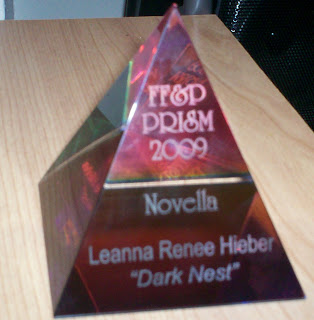 FF&P
PRISM
2009
Novella
Leanna Renee Hieber
"Dark Nest"